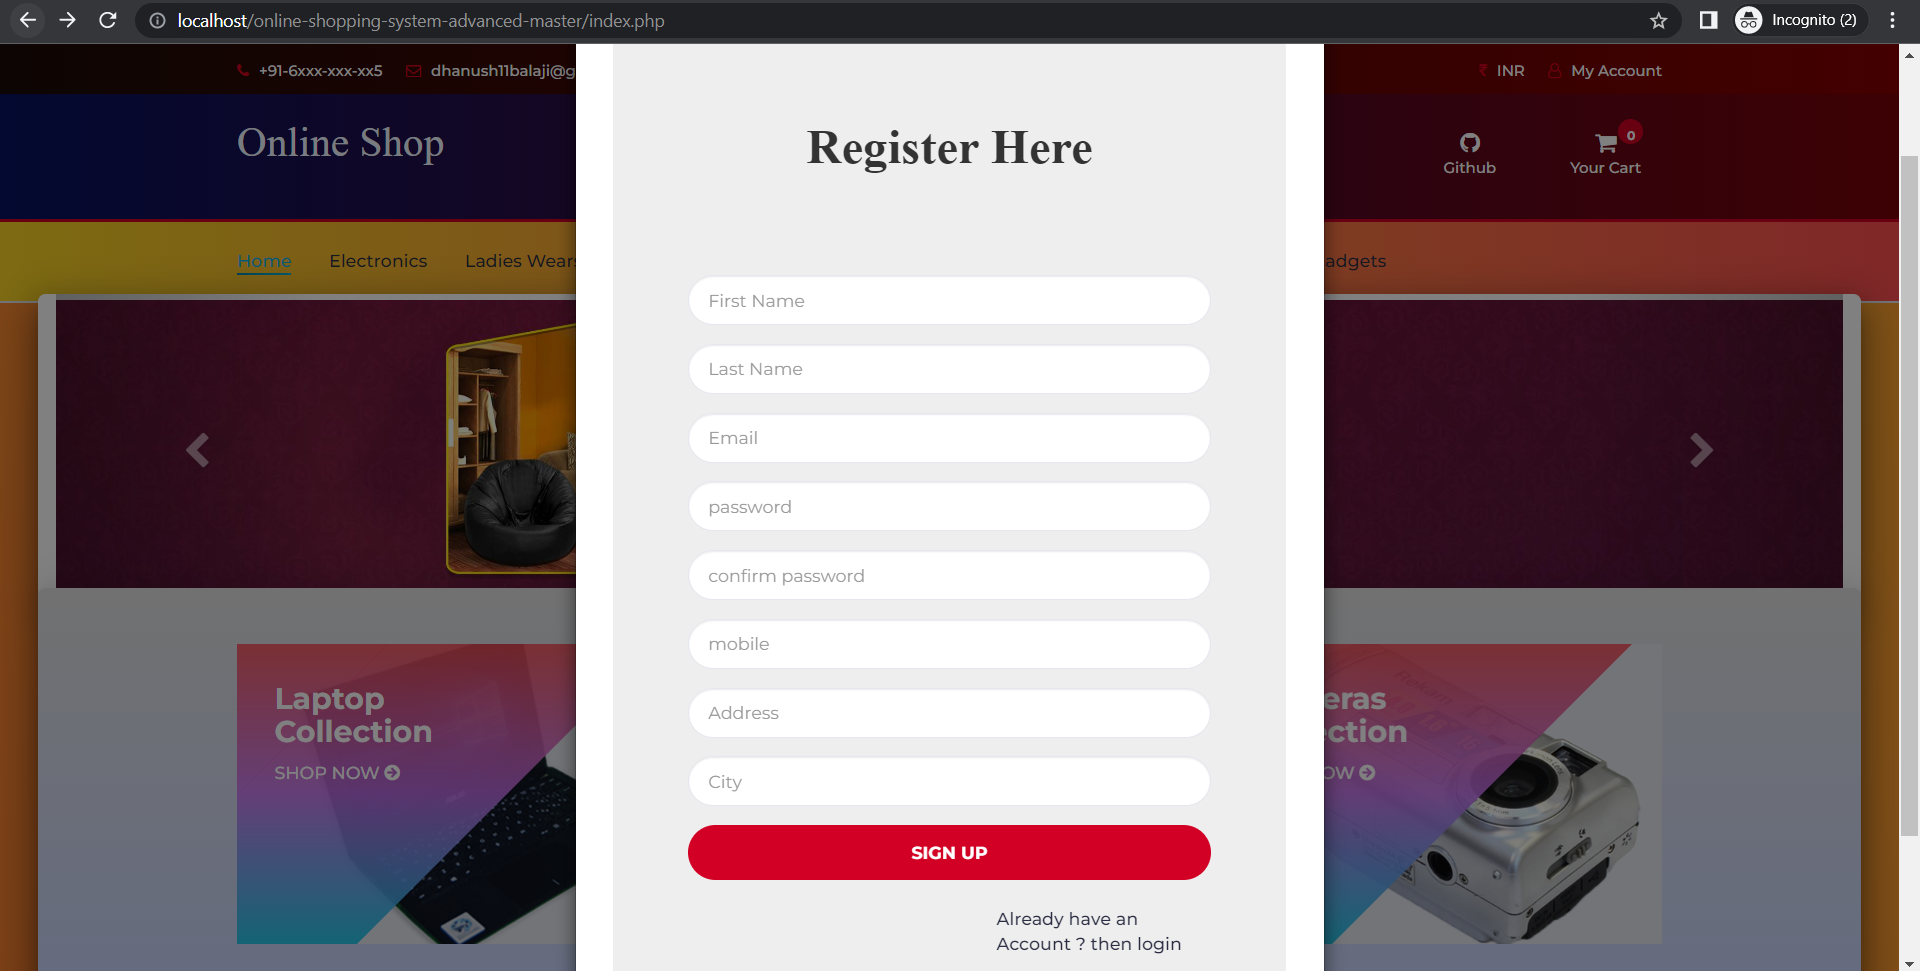 localhost/online-shopping-system-advanced-master/index.php
Incognito (2)
+91-6xxx-xxx-xx5
dhanush11balaji@g
INR
My Account
Online Shop
Github
0
Your Cart
Home
Electronics
Ladies Wears
adgets
Register Here
First Name
Last Name
Email
password
confirm password
mobile
Address
City
SIGN UP
Already have an
Account ? then login
Laptop
Collection
SHOP NOW
eras
ction
OW